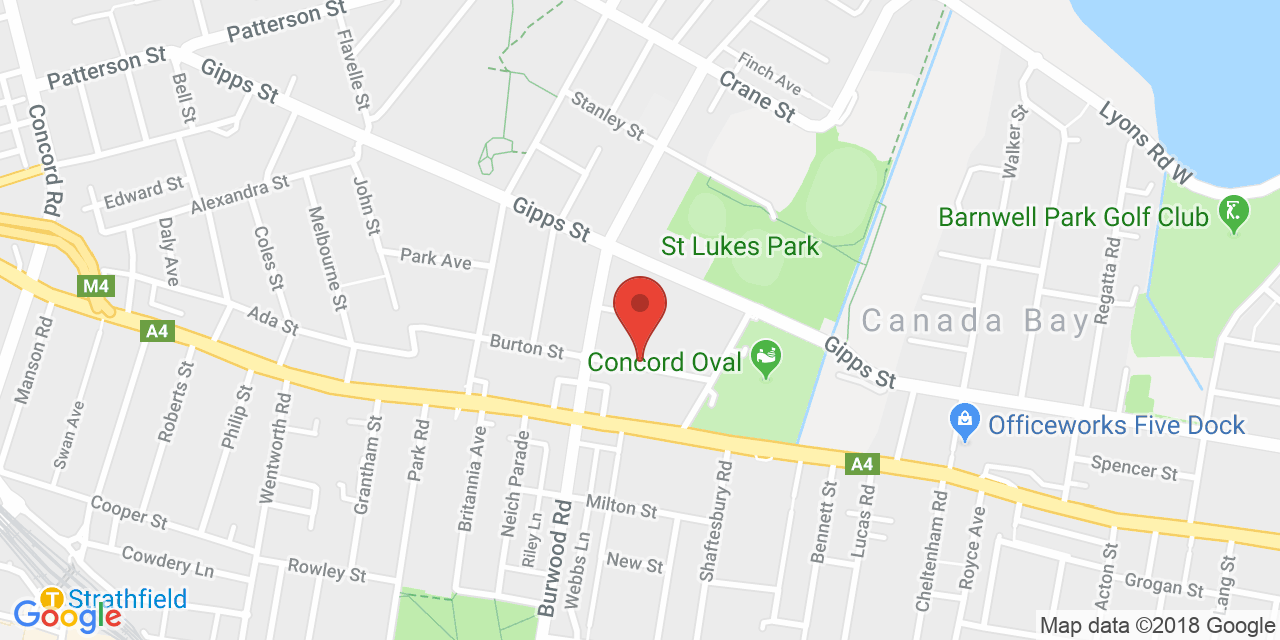 Patterson St
Patterson St
Flavelle St
Gipps St
Bell St
Concord Rd
Finch Ave
Crane St
Stanley St
Lyons Rd W
Walker St
Edward St
Alexandra St
John St
Gipps St
Barnwell Park Golf Club
St Lukes Park
Daly Ave
Coles St
Melbourne St
Park Ave
Regatta Rd
M4
Canada Bay
A4
Ada St
Burton St
Concord Oval
Gipps St
Manson Rd
Swan Ave
Roberts St
Philip St
Wentworth Rd
Grantham St
Park Rd
Britannia Ave
Neich Parade
Officeworks Five Dock
A4
Spencer St
Cooper St
Milton St
Shaftesbury Rd
Bennett St
Lucas Rd
Cheltenham Rd
Royce Ave
Riley Ln
Burwood Rd
Webbs Ln
New St
Cowdery Ln
Rowley St
Acton St
Grogan St
Lang St
T
Strathfield
Google
Map data ©2018 Google